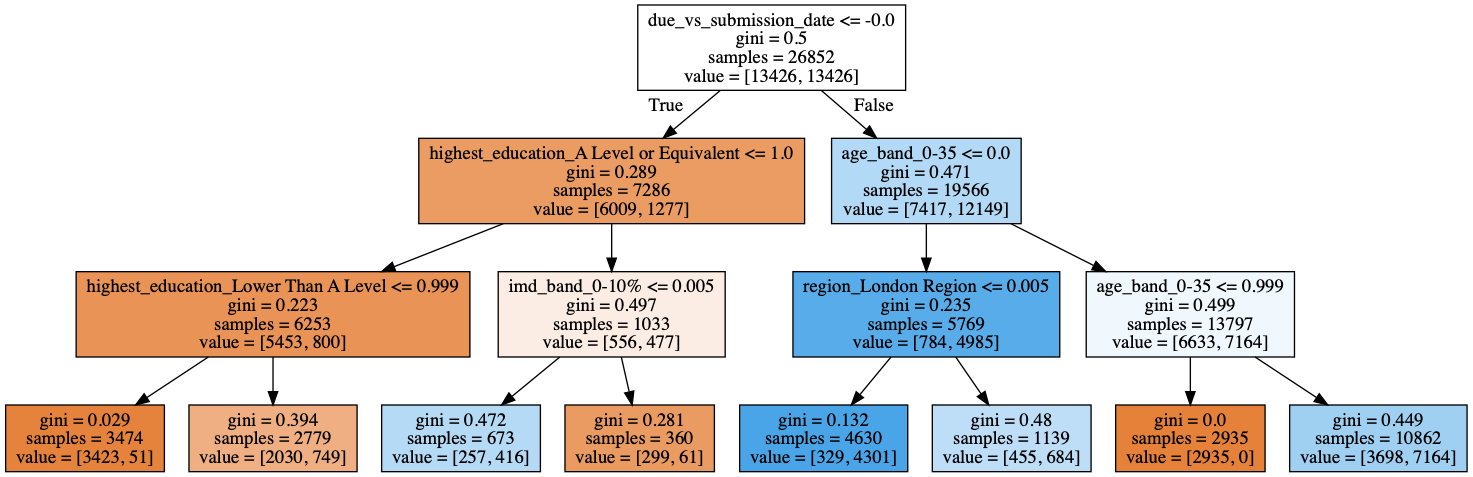 due_vs_submission_date <= -0.0
gini = 0.5
samples = 26852
value = [13426, 13426]
True
False
highest_education_A Level or Equivalent <= 1.0
gini = 0.289
samples = 7286
value = [6009, 1277]
age_band_0-35 <= 0.0
gini = 0.471
samples = 19566
value = [7417, 12149]
highest_education_Lower Than A Level <= 0.999
gini = 0.223
samples = 6253
value = [5453, 800]
imd_band_0-10% <= 0.005
gini = 0.497
samples = 1033
value = [556, 477]
region_London Region <= 0.005
gini = 0.235
samples = 5769
value = [784, 4985]
age_band_0-35 <= 0.999
gini = 0.499
samples = 13797
value = [6633, 7164]
gini = 0.029
samples = 3474
value = [3423, 51]
gini = 0.394
samples = 2779
value = [2030, 749]
gini = 0.472
samples = 673
value = [257, 416]
gini = 0.281
samples = 360
value = [299, 61]
gini = 0.132
samples = 4630
value = [329, 4301]
gini = 0.48
samples = 1139
value = [455, 684]
gini = 0.0
samples = 2935
value = [2935, 0]
gini = 0.449
samples = 10862
value = [3698, 7164]